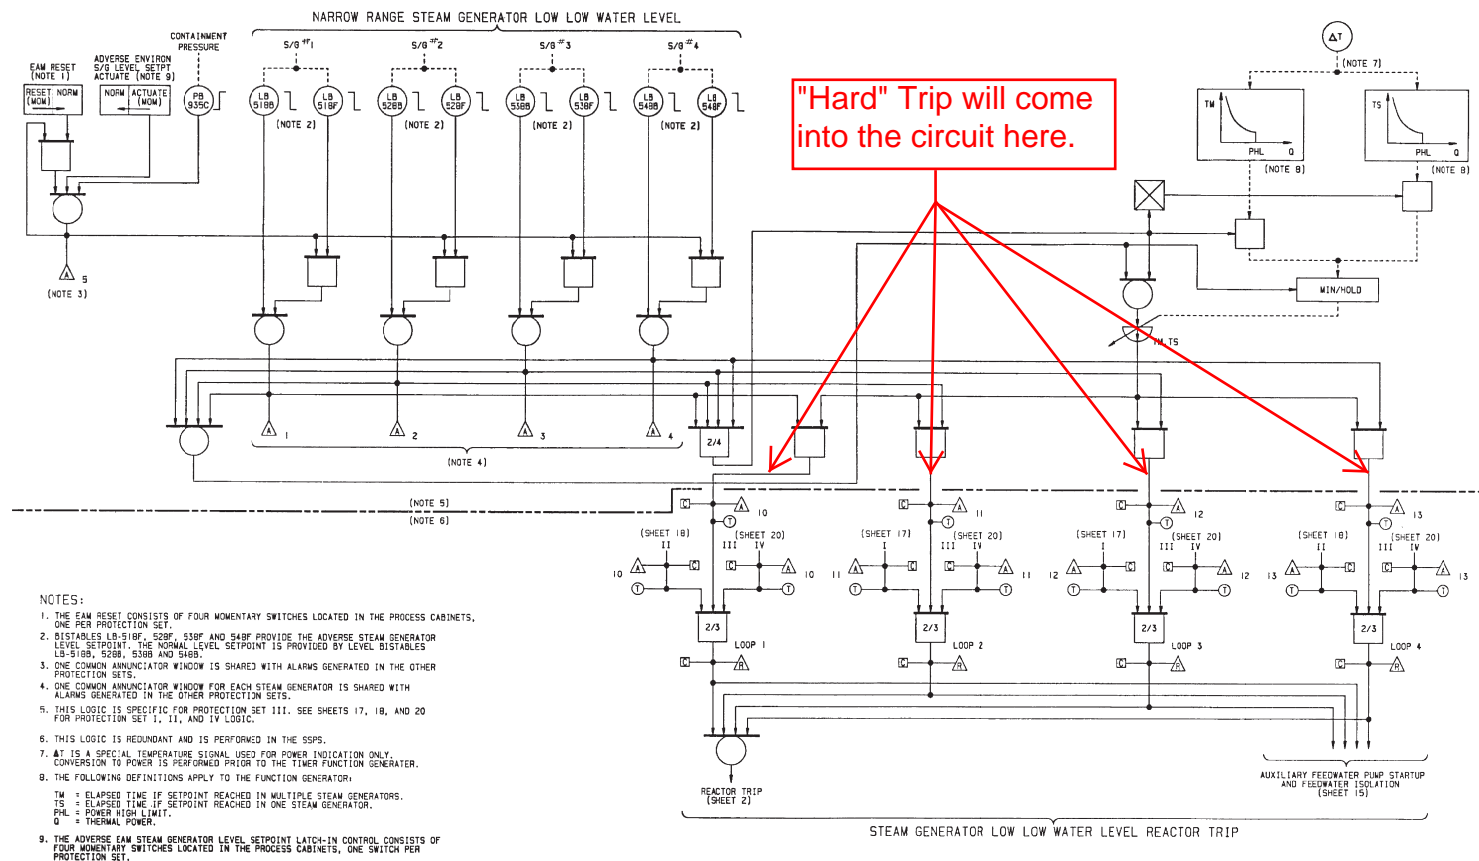 NARROW RANGE STEAM GENERATOR LOW LOW WATER LEVEL
CONTAINMENT
PRESSURE
S/G #1
S/G #2
S/G #3
S/G #4
EAM RESET
(NOTE 1)
ADVERSE ENVIRON
S/G LEVEL SETPT
ACTUATE (NOTE 9)
RESET NORM
(MOM)
NORM ACTUATE
(MOM)
PB
935C
LB
518B
LB
518F
LB
528B
LB
528F
LB
538B
LB
538F
LB
548B
LB
548F
(NOTE 2)
(NOTE 2)
(NOTE 2)
(NOTE 2)
"Hard" Trip will come
into the circuit here.
ΔT
(NOTE 7)
TM
PHL Q
(NOTE 8)
TS
PHL Q
(NOTE 8)
A 5
(NOTE 3)
MIN/HOLD
TM, TS
A 1
A 2
A 3
A 4
(NOTE 4)
2/4
(NOTE 5)
(NOTE 6)
C A 10
T
C A 11
T
C A 12
T
C A 13
T
(SHEET 18) (SHEET 20)
II III IV
10 A C C A 10
T T
(SHEET 17) (SHEET 20)
I III IV
11 A C C A 11
T T
(SHEET 17) (SHEET 20)
I III IV
12 A C C A 12
T T
(SHEET 18) (SHEET 20)
II III IV
13 A C C A 13
T T
2/3
LOOP 1
2/3
LOOP 2
2/3
LOOP 3
2/3
LOOP 4
C R
C R
C R
C R
REACTOR TRIP
(SHEET 2)
AUXILIARY FEEDWATER PUMP STARTUP
AND FEEDWATER ISOLATION
(SHEET 15)
STEAM GENERATOR LOW LOW WATER LEVEL REACTOR TRIP
NOTES:
1. THE EAM RESET CONSISTS OF FOUR MOMENTARY SWITCHES LOCATED IN THE PROCESS CABINETS,
ONE PER PROTECTION SET.
2. BISTABLES LB-518F, 528F, 538F AND 548F PROVIDE THE ADVERSE STEAM GENERATOR
LEVEL SETPOINT. THE NORMAL LEVEL SETPOINT IS PROVIDED BY LEVEL BISTABLES
LB-518B, 528B, 538B AND 548B.
3. ONE COMMON ANNUNCIATOR WINDOW IS SHARED WITH ALARMS GENERATED IN THE OTHER
PROTECTION SETS.
4. ONE COMMON ANNUNCIATOR WINDOW FOR EACH STEAM GENERATOR IS SHARED WITH
ALARMS GENERATED IN THE OTHER PROTECTION SETS.
5. THIS LOGIC IS SPECIFIC FOR PROTECTION SET III. SEE SHEETS 17, 18, AND 20
FOR PROTECTION SET I, II, AND IV LOGIC.
6. THIS LOGIC IS REDUNDANT AND IS PERFORMED IN THE SSPS.
7. ΔT IS A SPECIAL TEMPERATURE SIGNAL USED FOR POWER INDICATION ONLY.
CONVERSION TO POWER IS PERFORMED PRIOR TO THE TIMER FUNCTION GENERATER.
8. THE FOLLOWING DEFINITIONS APPLY TO THE FUNCTION GENERATOR:
TM = ELAPSED TIME IF SETPOINT REACHED IN MULTIPLE STEAM GENERATORS.
TS = ELAPSED TIME IF SETPOINT REACHED IN ONE STEAM GENERATOR.
PHL = POWER HIGH LIMIT.
Q = THERMAL POWER.
9. THE ADVERSE EAM STEAM GENERATOR LEVEL SETPOINT LATCH-IN CONTROL CONSISTS OF
FOUR MOMENTARY SWITCHES LOCATED IN THE PROCESS CABINETS, ONE SWITCH PER
PROTECTION SET.